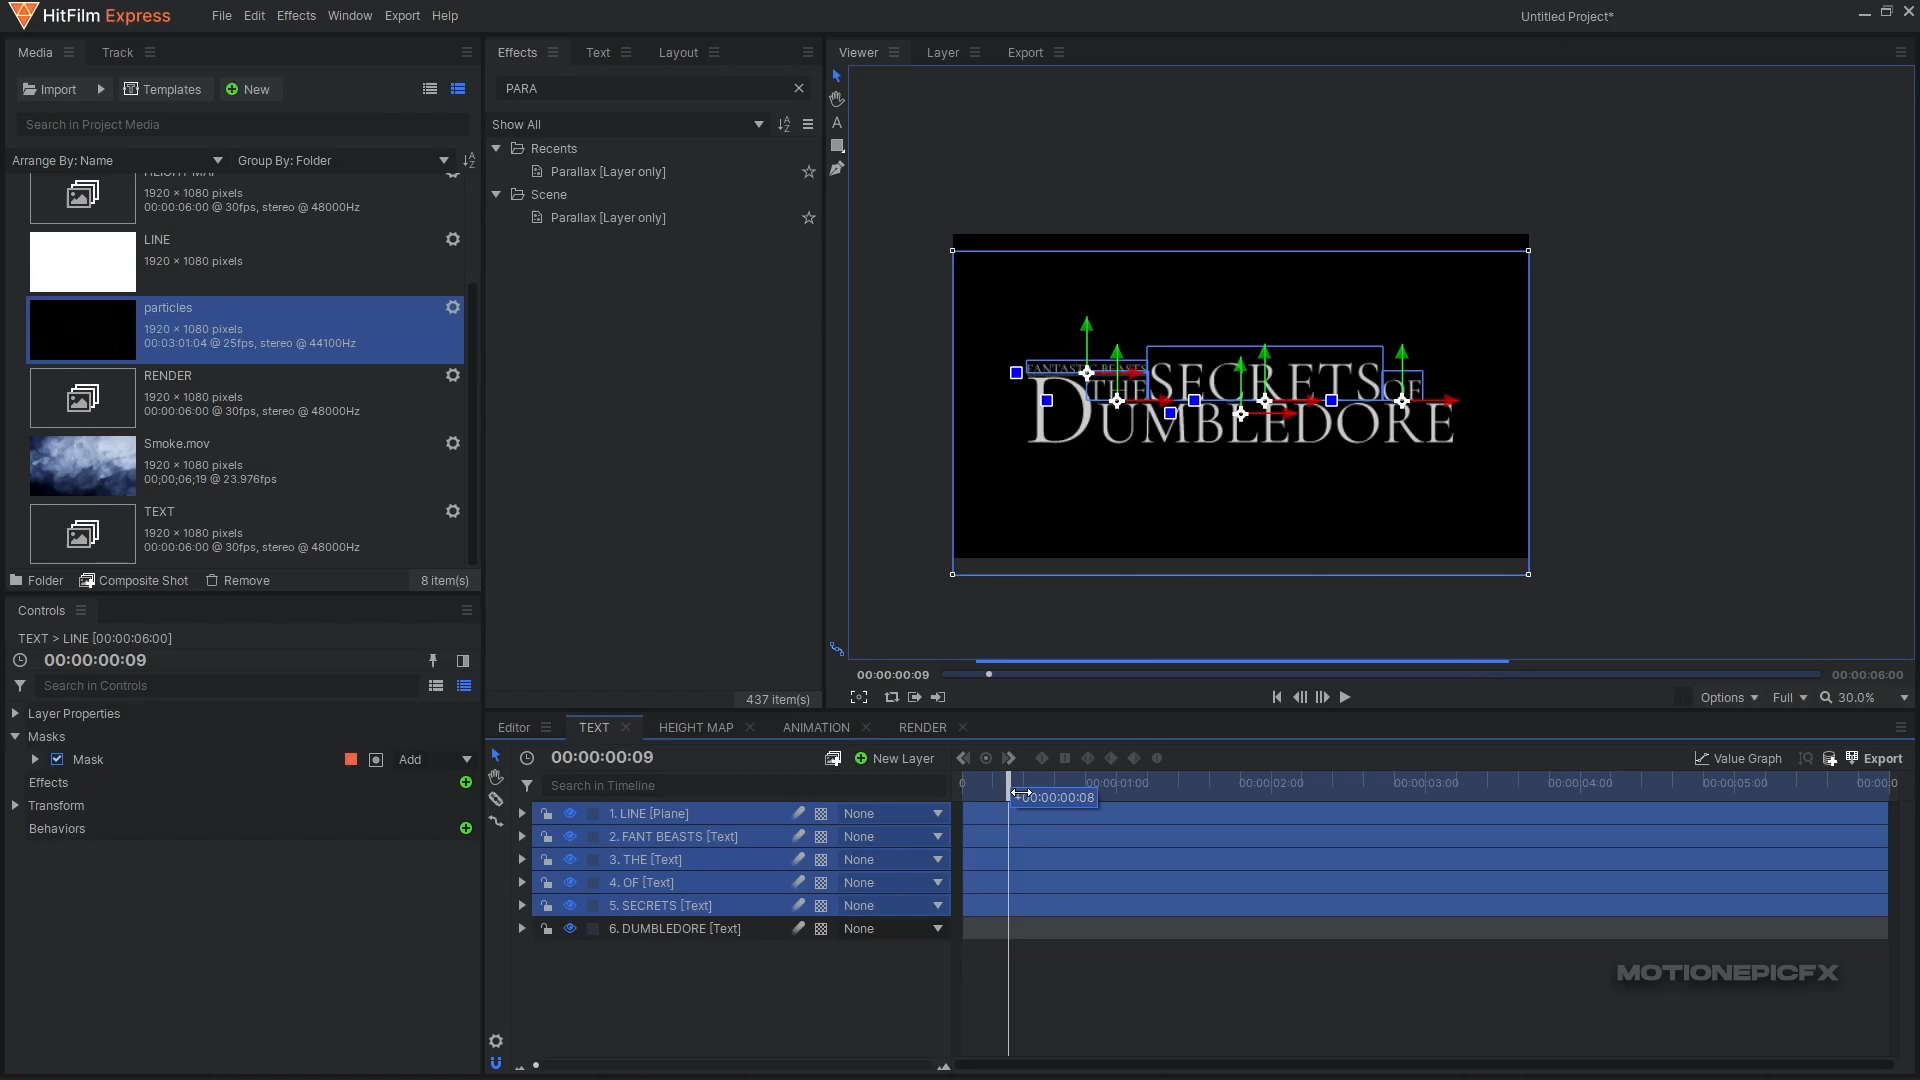 HitFilm Express
File Edit Effects Window Export Help
Untitled Project*
Media
Track
Import
Templates
New
Search in Project Media
Arrange By: Name
Group By: Folder
HEIGHT MAP
1920 × 1080 pixels
00:00:06:00 @ 30fps, stereo @ 48000Hz
LINE
1920 × 1080 pixels
particles
1920 × 1080 pixels
00:03:01:04 @ 25fps, stereo @ 44100Hz
RENDER
1920 × 1080 pixels
00:00:06:00 @ 30fps, stereo @ 48000Hz
Smoke.mov
1920 × 1080 pixels
00;00;06;19 @ 23.976fps
TEXT
1920 × 1080 pixels
00:00:06:00 @ 30fps, stereo @ 48000Hz
Folder
Composite Shot
Remove
8 item(s)
Controls
TEXT > LINE [00:00:06:00]
00:00:00:09
Search in Controls
Layer Properties
Masks
Mask
Add
Effects
Transform
Behaviors
Effects
Text
Layout
PARA
Show All
Recents
Parallax [Layer only]
Scene
Parallax [Layer only]
437 item(s)
Viewer
Layer
Export
A
FANTASTIC BEASTS
THE SECRETS OF
DUMBLEDORE
00:00:00:09
00:00:06:00
Options
Full
30.0%
Editor
TEXT
HEIGHT MAP
ANIMATION
RENDER
00:00:00:09
New Layer
Value Graph
Export
Search in Timeline
0
00:00:01:00
00:00:02:00
00:00:03:00
00:00:04:00
00:00:05:00
00:00:0
+00:00:00:08
1. LINE [Plane]
None
2. FANT BEASTS [Text]
None
3. THE [Text]
None
4. OF [Text]
None
5. SECRETS [Text]
None
6. DUMBLEDORE [Text]
None
MOTIONEPICFX